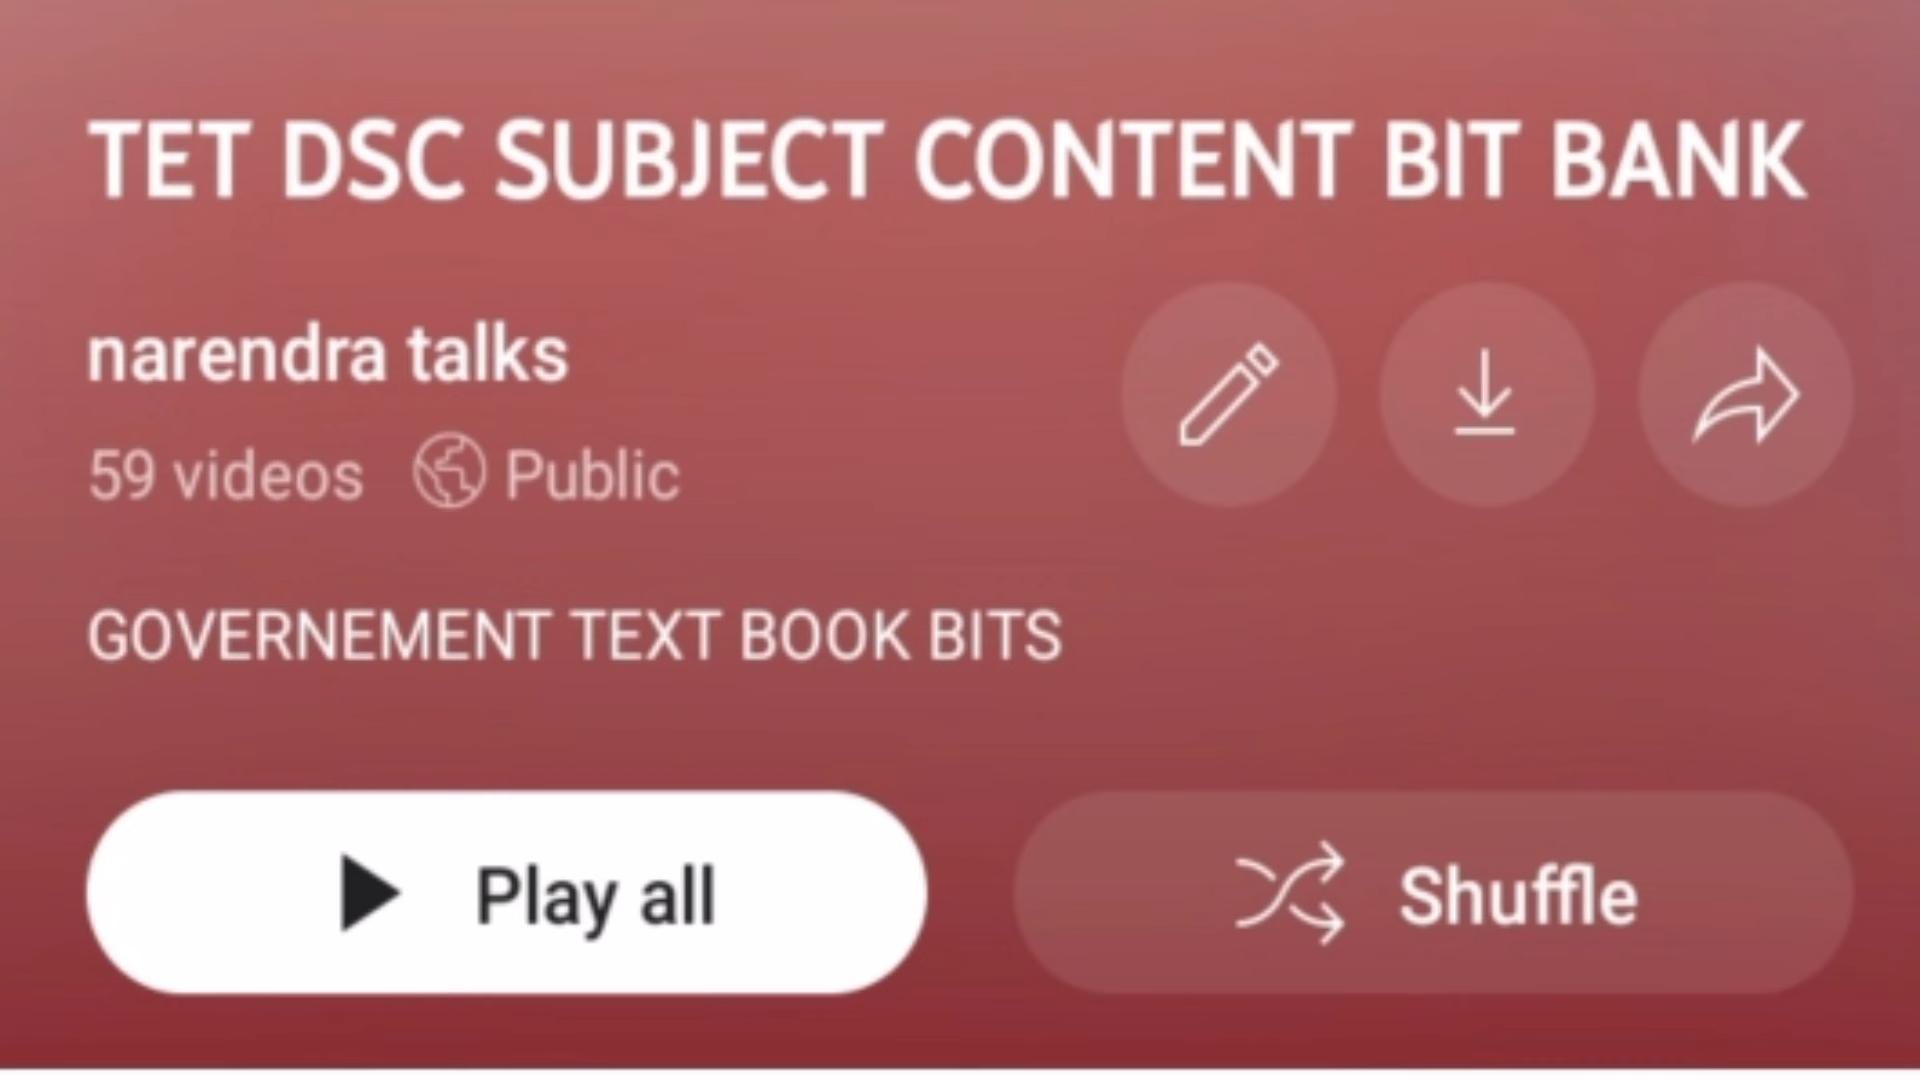 TET DSC SUBJECT CONTENT BIT BANK
narendra talks
59 videos Public
GOVERNEMENT TEXT BOOK BITS
Play all Shuffle